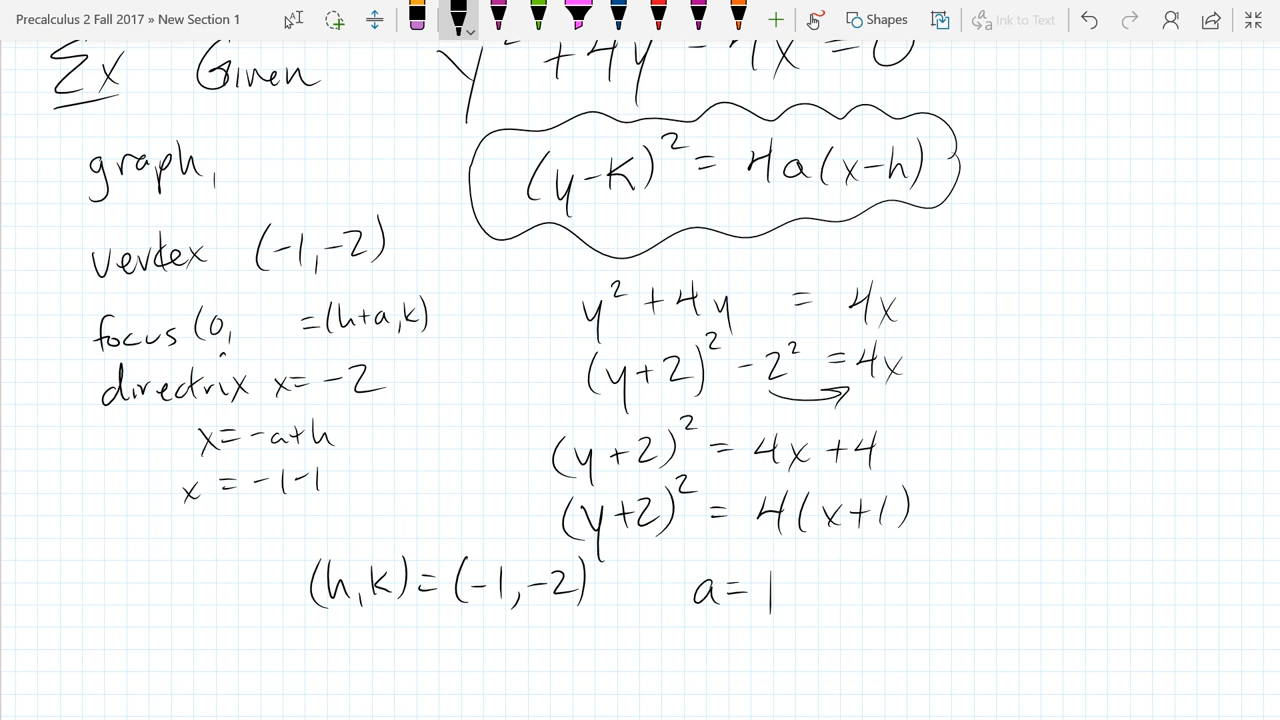 Precalculus 2 Fall 2017 » New Section 1
Shapes
Ink to Text
Ex Given y² + 4y - 4x = 0
graph,
(y-k)² = 4a(x-h)
vertex (-1,-2)
focus (0, =(h+a,k)
directrix x=-2
x=-a+h
x = -1-1
y² + 4y = 4x
(y+2)² - 2² = 4x
(y+2)² = 4x + 4
(y+2)² = 4(x+1)
(h,k)=(-1,-2) a=1